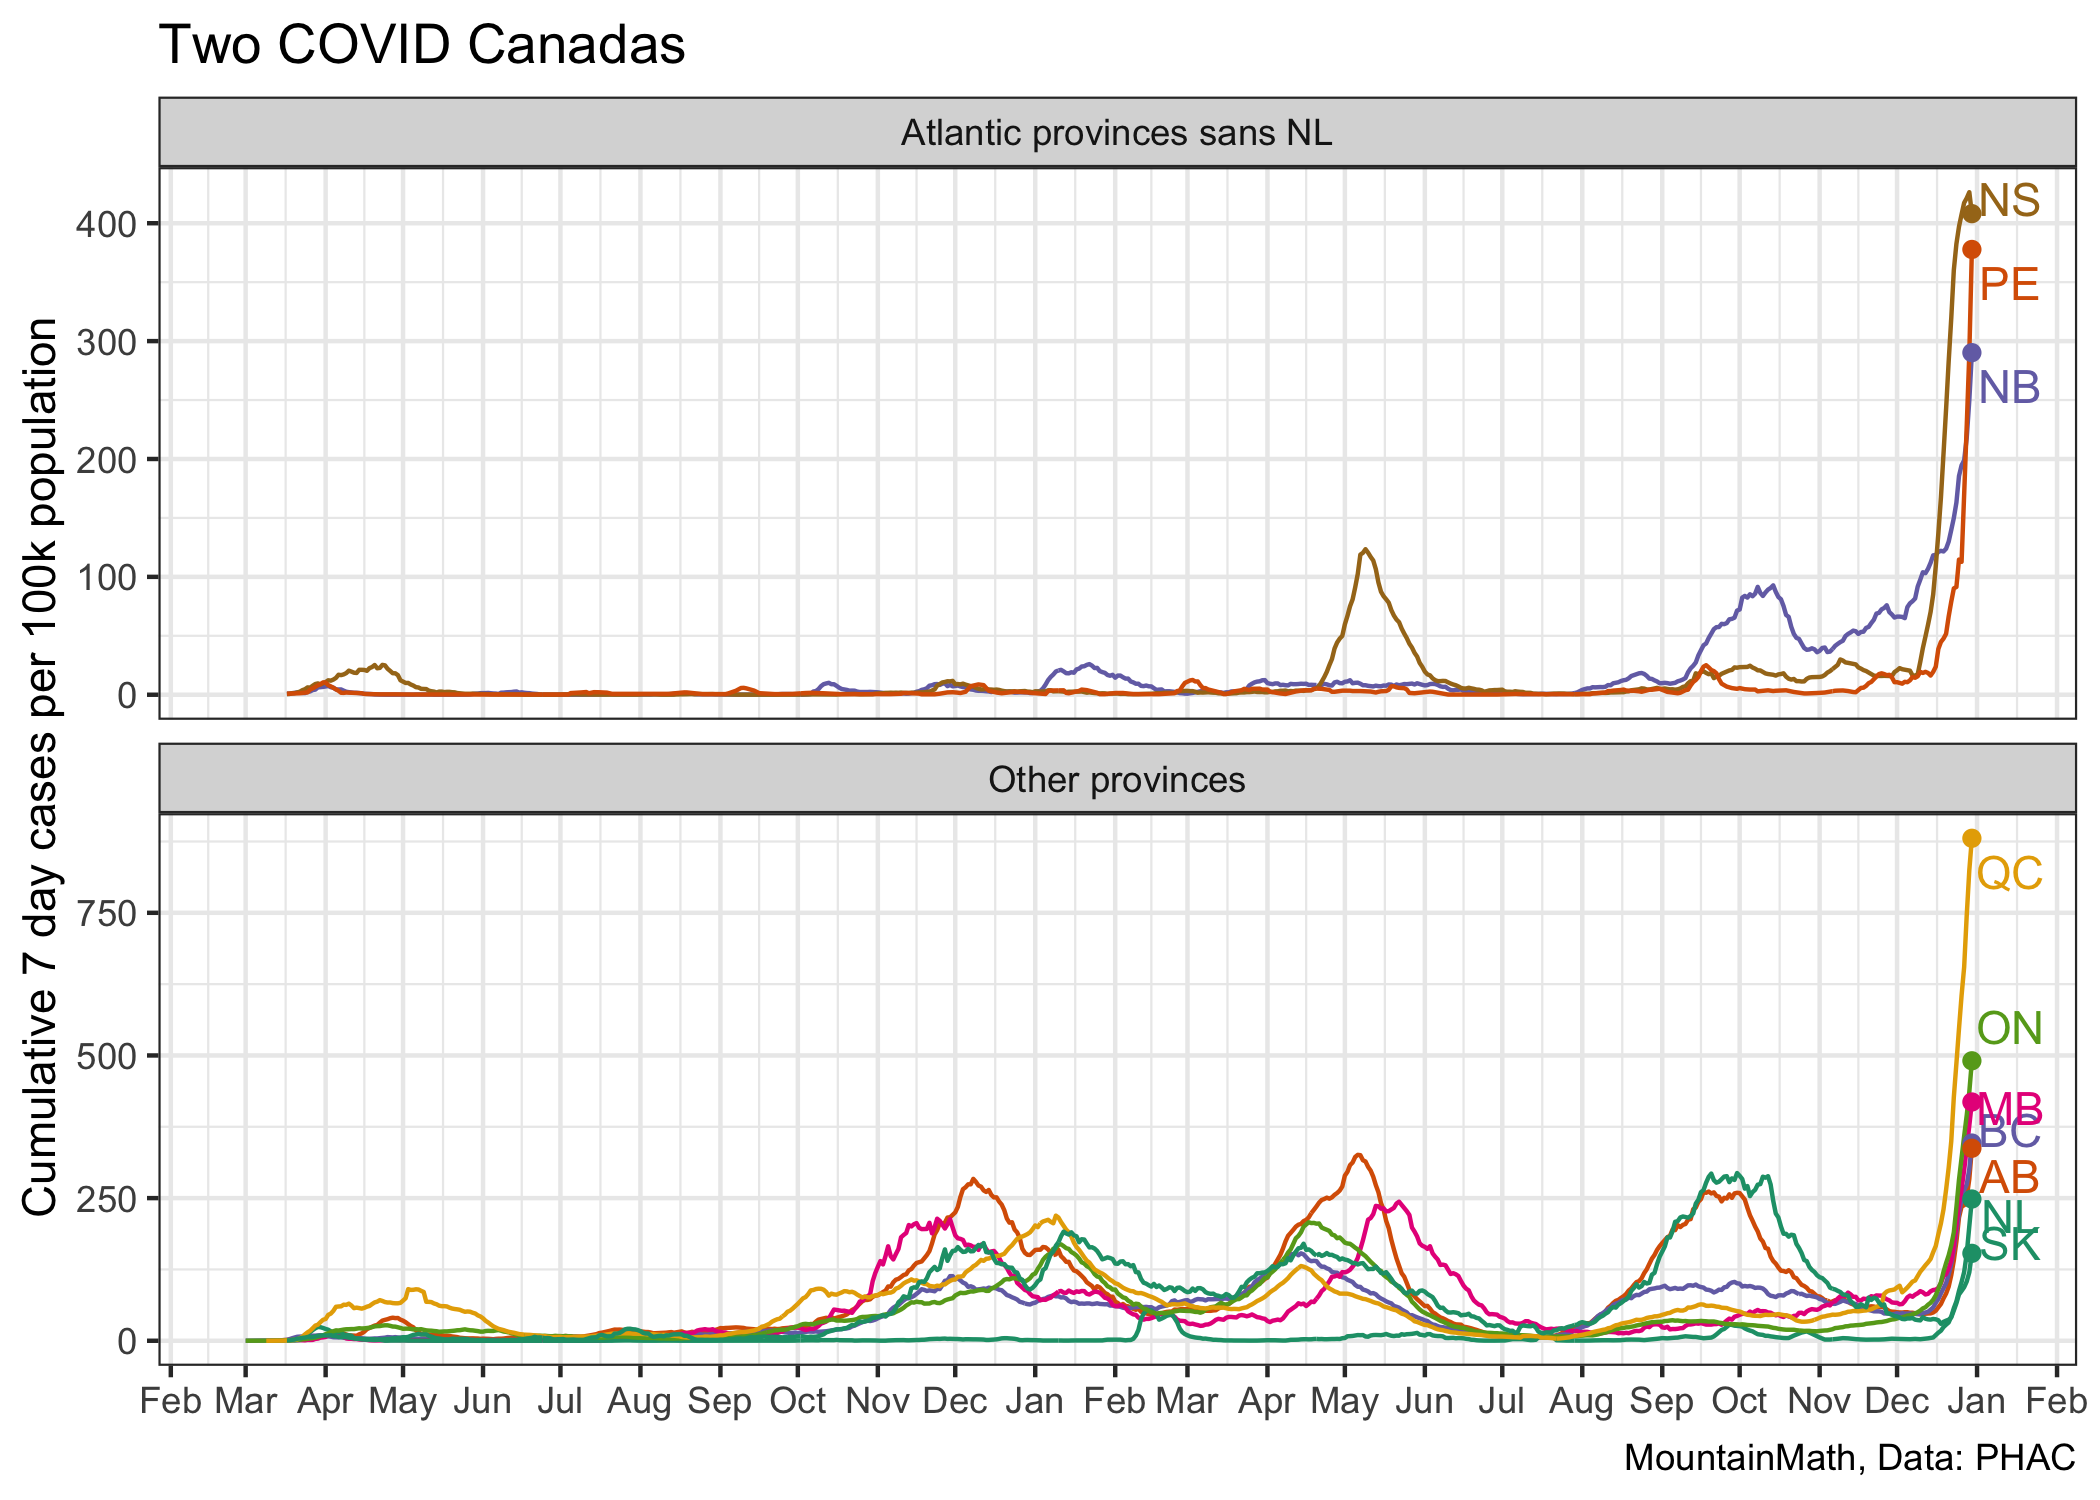 Two COVID Canadas
Atlantic provinces sans NL
Cumulative 7 day cases per 100k population
400
300
200
100
0
NS
PE
NB
Other provinces
750
500
250
0
QC
ON
MB
BC
AB
NL
SK
Feb Mar Apr May Jun Jul Aug Sep Oct Nov Dec Jan Feb Mar Apr May Jun Jul Aug Sep Oct Nov Dec Jan Feb
MountainMath, Data: PHAC